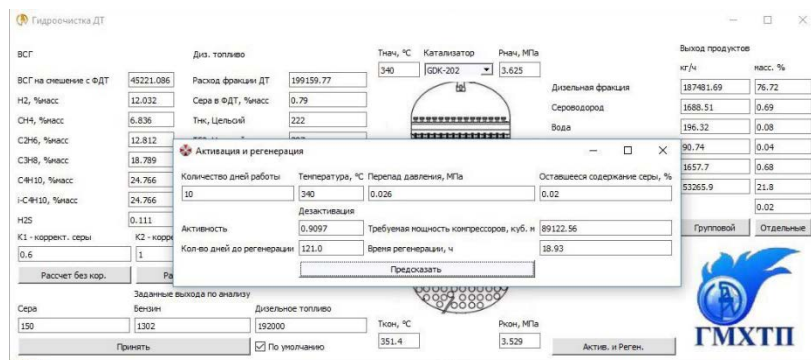 Гидроочистка ДТ
ВСГ
Диз. топливо
Тнач, °C Катализатор Рнач, МПа
340 GDK-202 3.625
Выход продуктов
кг/ч масс. %
ВСГ на смешение с ФДТ 45221.086 Расход фракции ДТ 199159.77
Дизельная фракция 187481.69 76.72
H2, %масс 12.032 Сера в ФДТ, %масс 0.79
Сероводород 1688.51 0.69
CH4, %масс 6.836 Тнк, Цельсий 222
Вода 196.32 0.08
C2H6, %масс 12.812
90.74 0.04
C3H8, %масс 18.789
1657.7 0.68
C4H10, %масс 24.766
53265.9 21.8
i-C4H10, %масс 24.766
0.02
H2S 0.111
Групповой Отдельные
K1 - коррект. серы
0.6 1
Рассчет без кор.
Активация и регенерация
Количество дней работы Температура, °C Перепад давления, МПа Оставшееся содержание серы, %
10 340 0.026 0.02
Дезактивация
Активность 0.9097 Требуемая мощность компрессоров, куб. м 89122.56
Кол-во дней до регенерации 121.0 Время регенерации, ч 18.93
Предсказать
Заданные выхода по анализу
Сера Бензин Дизельное топливо
150 1302 192000
Принять По умолчанию
Ткон, °C Ркон, МПа
351.4 3.529
Актив. и Реген.
ГМХТП